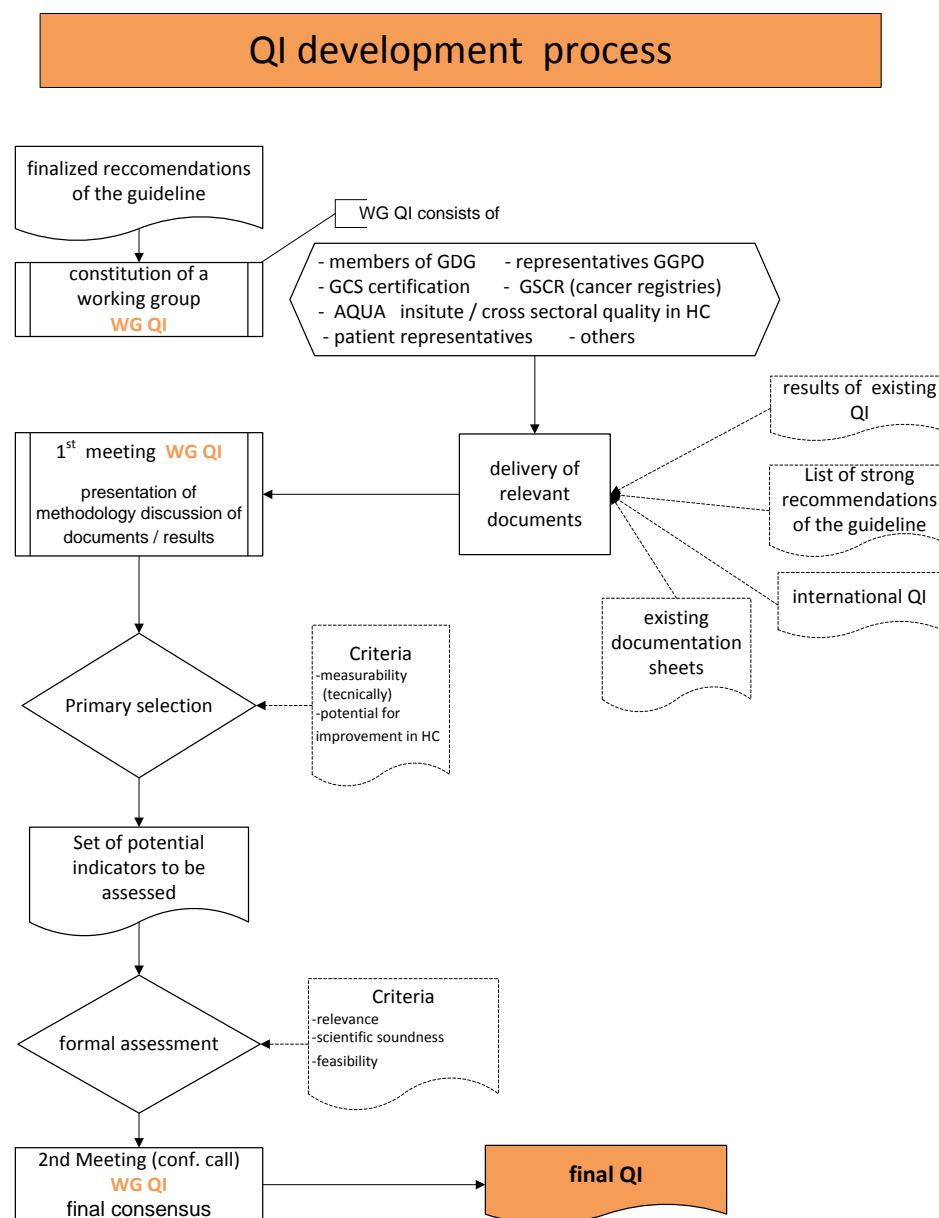 QI development process
finalized reccomendations
of the guideline
WG QI consists of
constitution of a
working group
WG QI
- members of GDG - representatives GGPO
- GCS certification - GSCR (cancer registries)
- AQUA insitute / cross sectoral quality in HC
- patient representatives - others
results of existing
QI
1st meeting WG QI
presentation of
methodology discussion of
documents / results
delivery of
relevant
documents
List of strong
recommendations
of the guideline
international QI
existing
documentation
sheets
Primary selection
Criteria
-measurability
(tecnically)
-potential for
improvement in HC
Set of potential
indicators to be
assessed
formal assessment
Criteria
-relevance
-scientific soundness
-feasibility
2nd Meeting (conf. call)
WG QI
final consensus
final QI